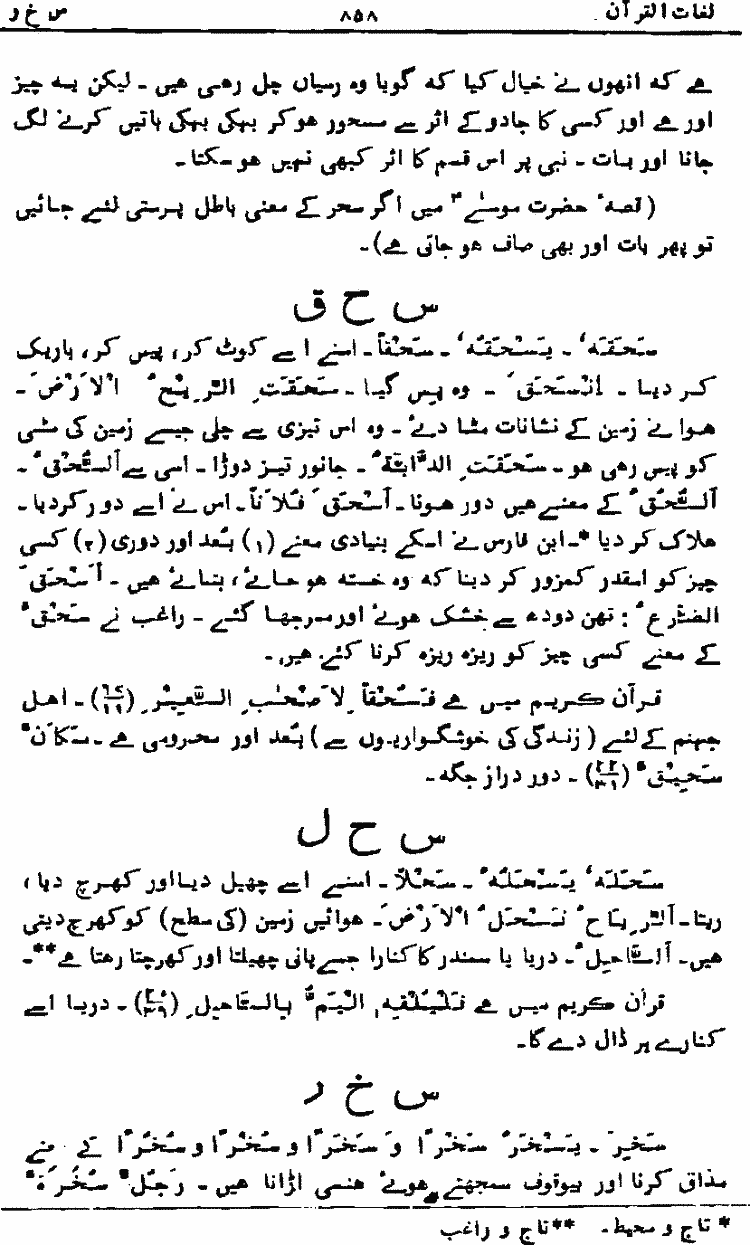 لغات القرآن ۸۵۸ س خ ر
ہے کہ انھوں نے خیال کیا کہ گویا وہ رسیاں چل رہی ہیں ۔ لیکن یہ چیز
اور ہے اور کسی کا جادو کے اثر سے مسحور ہوکر بہکی بہکی باتیں کرنے لگ
جانا اور بات ۔ نبی پر اس قسم کا اثر کبھی نہیں ہو سکتا ۔
(قصہٴ حضرت موسیٰؑ میں اگر سحر کے معنی باطل پرستی لئے جائیں
تو پھر بات اور بھی صاف ہو جاتی ہے) ۔
س ح ق
سَحَقَہٗ ۔ یَسْحَقُہٗ ۔ سَحْقاً ۔ اسنے اسے کوٹ کر ، پیس کر ، باریک
کر دیا ۔ اِنْسَحَقَ ۔ وہ پس گیا ۔ سَحَقَتِ الرِّیْحُ الْاَرْضَ ۔
ہوا نے زمین کے نشانات مٹا دئے ۔ وہ اس تیزی سے چلی جیسے زمین کی مٹی
کو پیس رہی ہو ۔ سَحَقَتِ الدَّابَّۃُ ۔ جانور تیز دوڑا ۔ اسی سے اَلسُّحْقُ ۔
اَلسُّحُقُ کے معنے ہیں دور ہونا ۔ اَسْحَقَ فُلَاناً ۔ اس نے اسے دور کردیا ۔
ہلاک کر دیا *۔ ابن فارس نے اسکے بنیادی معنے (۱) بُعد اور دوری (۲) کسی
چیز کو اسقدر کمزور کر دینا کہ وہ خستہ ہو جائے ، بتائے ہیں ۔ اَسْحَقَ
الضَّرْعُ : تھن دودھ سے خشک ہوئے اور مرجھا گئے ۔ راغب نے سَحْقٌ
کے معنے کسی چیز کو ریزہ ریزہ کرنا کئے ہیں ۔
قرآن کریم میں ہے فَسُحْقاً لِاَصْحٰبِ السَّعِیْرِ (۶۷/۱۱) ۔ اہل
جہنم کے لئے (زندگی کی خوشگواریوں سے) بُعد اور محرومی ہے ۔ مَکَانٌ
سَحِیْقٌ (۲۲/۳۱) ۔ دور دراز جگہ ۔
س ح ل
سَحَلَہٗ یَسْحَلُہٗ ۔ سَحْلًا ۔ اسنے اسے چھیل دیا اور کھرچ دیا ،
ریتا ۔ اَلرِّیَاحُ تَسْحَلُ الْاَرْضَ ۔ ہوائیں زمین (کی سطح) کو کھرچ دیتی
ہیں ۔ اَلسَّاحِلُ ۔ دریا یا سمندر کا کنارا جسے پانی چھیلتا اور کھرچتا رہتا ہے **۔
قرآن کریم میں ہے فَلْیُلْقِہِ الْیَمُّ بِالسَّاحِلِ (۲۰/۳۹) ۔ دریا اسے
کنارے پر ڈال دے گا ۔
س خ ر
سَخِرَ ۔ یَسْخَرُ سَخْرًا وَ سَخَرًا و سُخْرًا و سُخُرًا کے معنے
مذاق کرنا اور بیوقوف سمجھتے ہوئے ہنسی اڑانا ہیں ۔ رَجُلٌ سُخَرَۃٌ
* تاج و محیط ۔ ** تاج و راغب